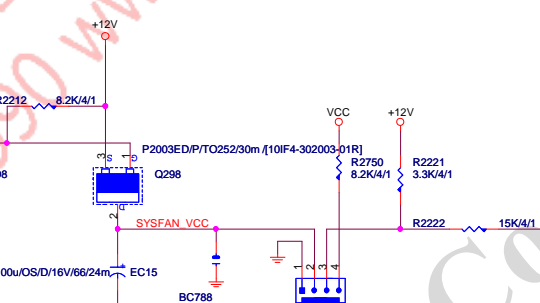 +12V
R2212 8.2K/4/1
VCC +12V
P2003ED/P/TO252/30m /[10IF4-302003-01R]
3 S 1 G
Q298
R2750
8.2K/4/1
R2221
3.3K/4/1
D
2
SYSFAN_VCC
R2222 15K/4/1
00u/OS/D/16V/66/24m EC15
1 2 3 4
BC788